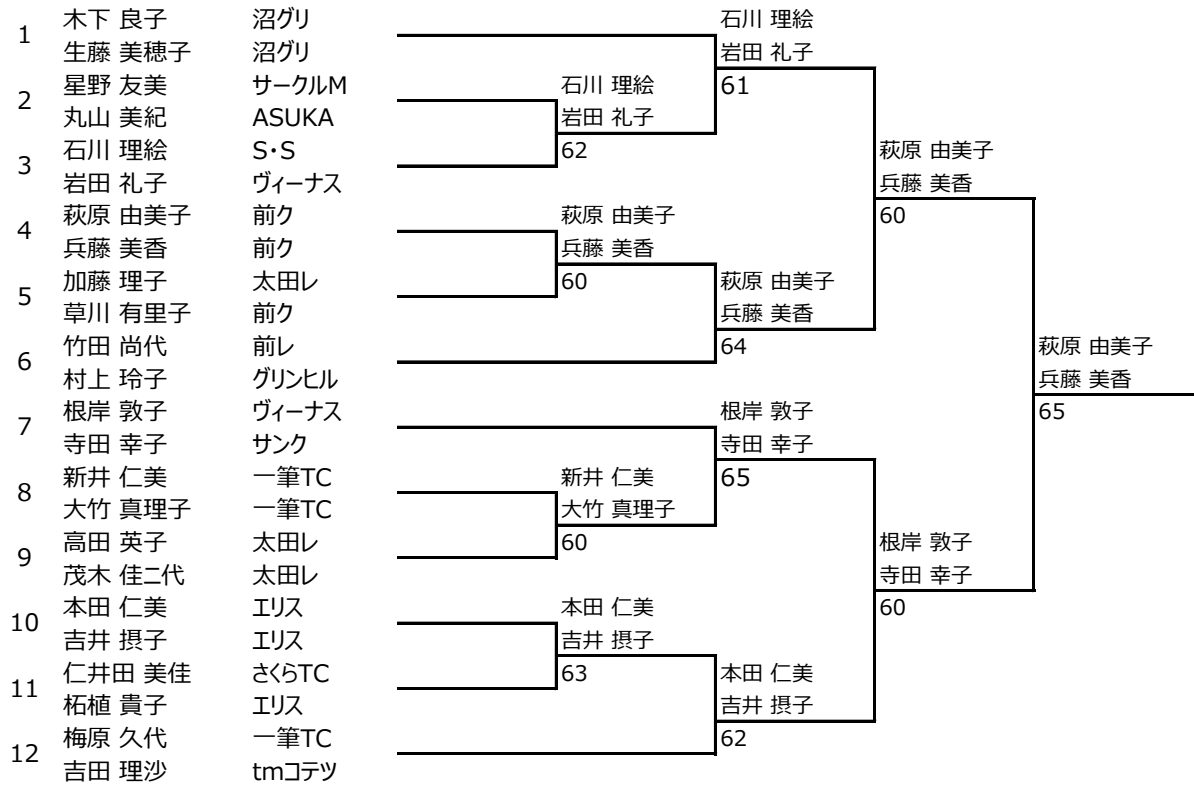 1
木下 良子 沼グリ
生藤 美穂子 沼グリ
2
星野 友美 サークルM
丸山 美紀 ASUKA
3
石川 理絵 S・S
岩田 礼子 ヴィーナス
4
萩原 由美子 前ク
兵藤 美香 前ク
5
加藤 理子 太田レ
草川 有里子 前ク
6
竹田 尚代 前レ
村上 玲子 グリンヒル
7
根岸 敦子 ヴィーナス
寺田 幸子 サンク
8
新井 仁美 一筆TC
大竹 真理子 一筆TC
9
高田 英子 太田レ
茂木 佳ニ代 太田レ
10
本田 仁美 エリス
吉井 摂子 エリス
11
仁井田 美佳 さくらTC
柘植 貴子 エリス
12
梅原 久代 一筆TC
吉田 理沙 tmコテツ
石川 理絵
岩田 礼子
62
萩原 由美子
兵藤 美香
60
新井 仁美
大竹 真理子
60
本田 仁美
吉井 摂子
63
石川 理絵
岩田 礼子
61
萩原 由美子
兵藤 美香
64
根岸 敦子
寺田 幸子
65
本田 仁美
吉井 摂子
62
萩原 由美子
兵藤 美香
60
根岸 敦子
寺田 幸子
60
萩原 由美子
兵藤 美香
65